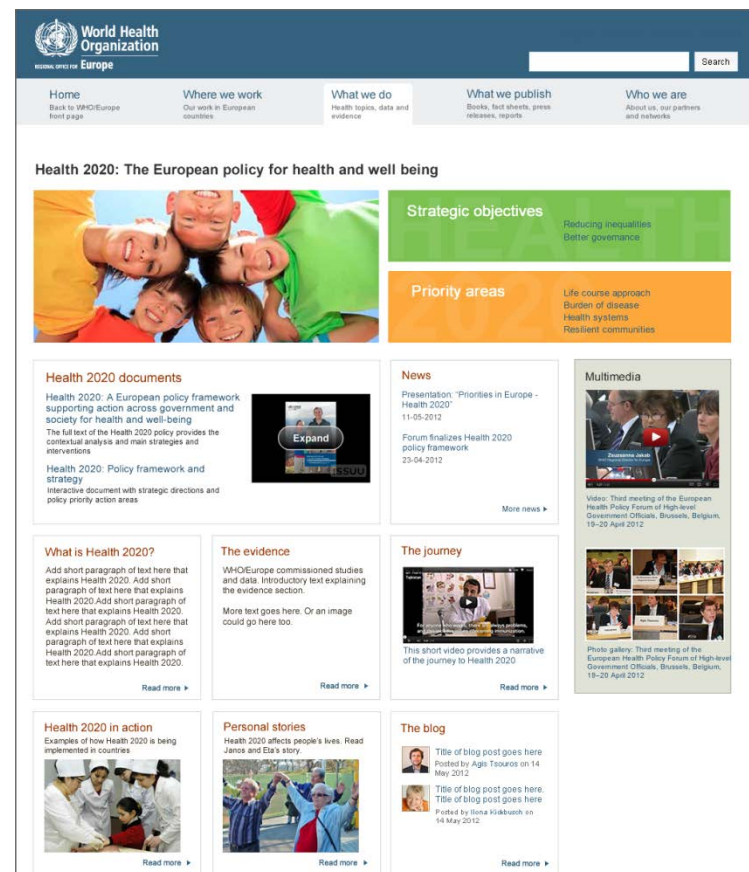 World Health
Organization
REGIONAL OFFICE FOR Europe
Search
Home
Back to WHO/Europe
front page
Where we work
Our work in European
countries
What we do
Health topics, data and
evidence
What we publish
Books, fact sheets, press
releases, reports
Who we are
About us, our partners
and networks
Health 2020: The European policy for health and well being
Strategic objectives
HEALTH
Reducing inequalities
Better governance
Priority areas
2020
Life course approach
Burden of disease
Health systems
Resilient communities
Health 2020 documents
Health 2020: A European policy framework
supporting action across government and
society for health and well-being
The full text of the Health 2020 policy provides the
contextual analysis and main strategies and
interventions
Health 2020: Policy framework and
strategy
Interactive document with strategic directions and
policy priority action areas
Expand
ISSUU
News
Presentation: "Priorities in Europe -
Health 2020"
11-05-2012
Forum finalizes Health 2020
policy framework
23-04-2012
More news
Multimedia
Zsuzsanna Jakab
Video: Third meeting of the European
Health Policy Forum of High-level
Government Officials, Brussels, Belgium,
19–20 April 2012
Photo gallery: Third meeting of the
European Health Policy Forum of High-level
Government Officials, Brussels, Belgium,
19–20 April 2012
What is Health 2020?
Add short paragraph of text here that
explains Health 2020. Add short
paragraph of text here that explains
Health 2020.Add short paragraph of
text here that explains Health 2020.
Add short paragraph of text here that
explains Health 2020. Add short
paragraph of text here that explains
Health 2020.Add short paragraph of
text here that explains Health 2020.
Read more
The evidence
WHO/Europe commissioned studies
and data. Introductory text explaining
the evidence section.
More text goes here. Or an image
could go here too.
Read more
The journey
This short video provides a narrative
of the journey to Health 2020
Read more
Health 2020 in action
Examples of how Health 2020 is being
implemented in countries
Read more
Personal stories
Health 2020 affects people's lives. Read
Janos and Eta's story.
Read more
The blog
Title of blog post goes here
Posted by Agis Tsouros on 14
May 2012
Title of blog post goes here.
Title of blog post goes here
Posted by Ilona Kickbusch on
14 May 2012
Read more